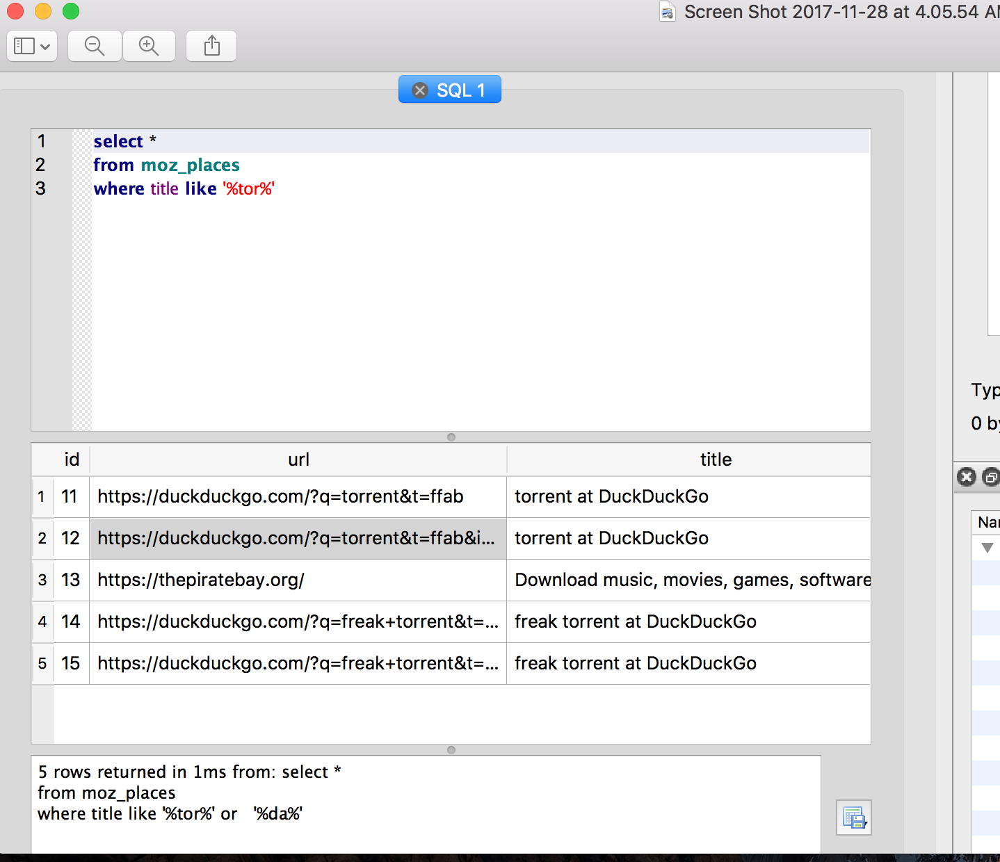 Screen Shot 2017-11-28 at 4.05.54 A
SQL 1
1 select *
2 from moz_places
3 where title like '%tor%'
id url title
1 11 https://duckduckgo.com/?q=torrent&t=ffab torrent at DuckDuckGo
2 12 https://duckduckgo.com/?q=torrent&t=ffab&i... torrent at DuckDuckGo
3 13 https://thepiratebay.org/ Download music, movies, games, software
4 14 https://duckduckgo.com/?q=freak+torrent&t=... freak torrent at DuckDuckGo
5 15 https://duckduckgo.com/?q=freak+torrent&t=... freak torrent at DuckDuckGo
5 rows returned in 1ms from: select *
from moz_places
where title like '%tor%' or '%da%'
Typ
0 by
Nar